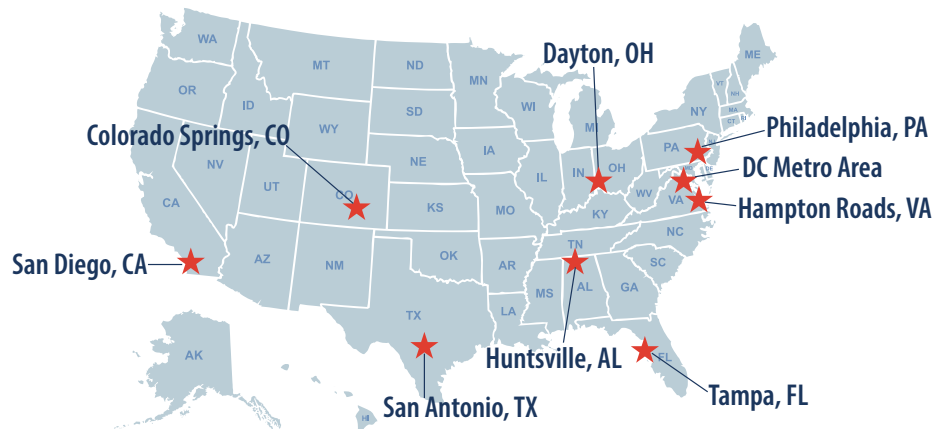 WA
ME
Dayton, OH
MT
ND
MN
VT
NH
OR
ID
WI
SD
NY
MA
CT
RI
MI
WY
Philadelphia, PA
Colorado Springs, CO
IA
PA
NE
OH
DC Metro Area
NV
IL
IN
MD
DE
UT
CO
WV
VA
CA
KS
MO
KY
Hampton Roads, VA
NC
TN
San Diego, CA
AZ
NM
OK
AR
SC
MS
AL
GA
LA
TX
AK
Huntsville, AL
FL
San Antonio, TX
Tampa, FL
HI